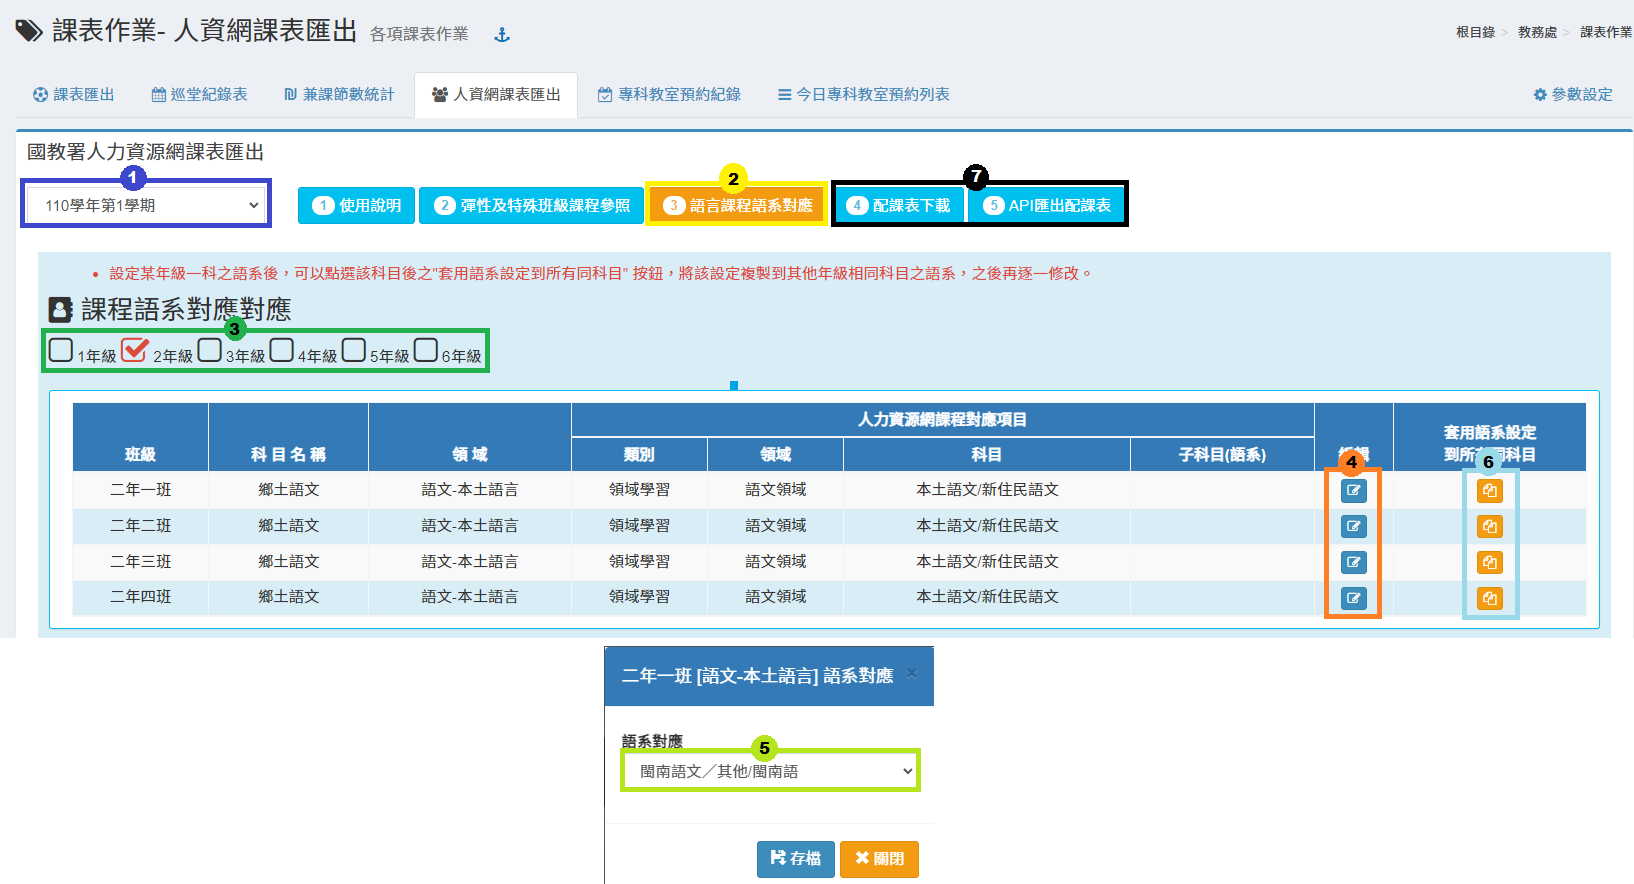 課表作業- 人資網課表匯出 各項課表作業
根目錄 > 教務處 > 課表作業
課表匯出 巡堂紀錄表 兼課節數統計 人資網課表匯出 專科教室預約紀錄 今日專科教室預約列表 參數設定
國教署人力資源網課表匯出
1 2 7
110學年第1學期 1 使用說明 2 彈性及特殊班級課程參照 3 語言課程語系對應 4 配課表下載 5 API匯出配課表
設定某年級一科之語系後，可以點選該科目後之"套用語系設定到所有同科目" 按鈕，將該設定複製到其他年級相同科目之語系，之後再逐一修改。
課程語系對應對應
3
1年級 2年級 3年級 4年級 5年級 6年級
人力資源網課程對應項目
班級 科 目 名 稱 領 域 類別 領域 科目 子科目(語系) 套用語系設定
到所有同科目
4 6
二年一班 鄉土語文 語文-本土語言 領域學習 語文領域 本土語文/新住民語文
二年二班 鄉土語文 語文-本土語言 領域學習 語文領域 本土語文/新住民語文
二年三班 鄉土語文 語文-本土語言 領域學習 語文領域 本土語文/新住民語文
二年四班 鄉土語文 語文-本土語言 領域學習 語文領域 本土語文/新住民語文
二年一班 [語文-本土語言] 語系對應 ×
語系對應
5
閩南語文／其他/閩南語
存檔 關閉